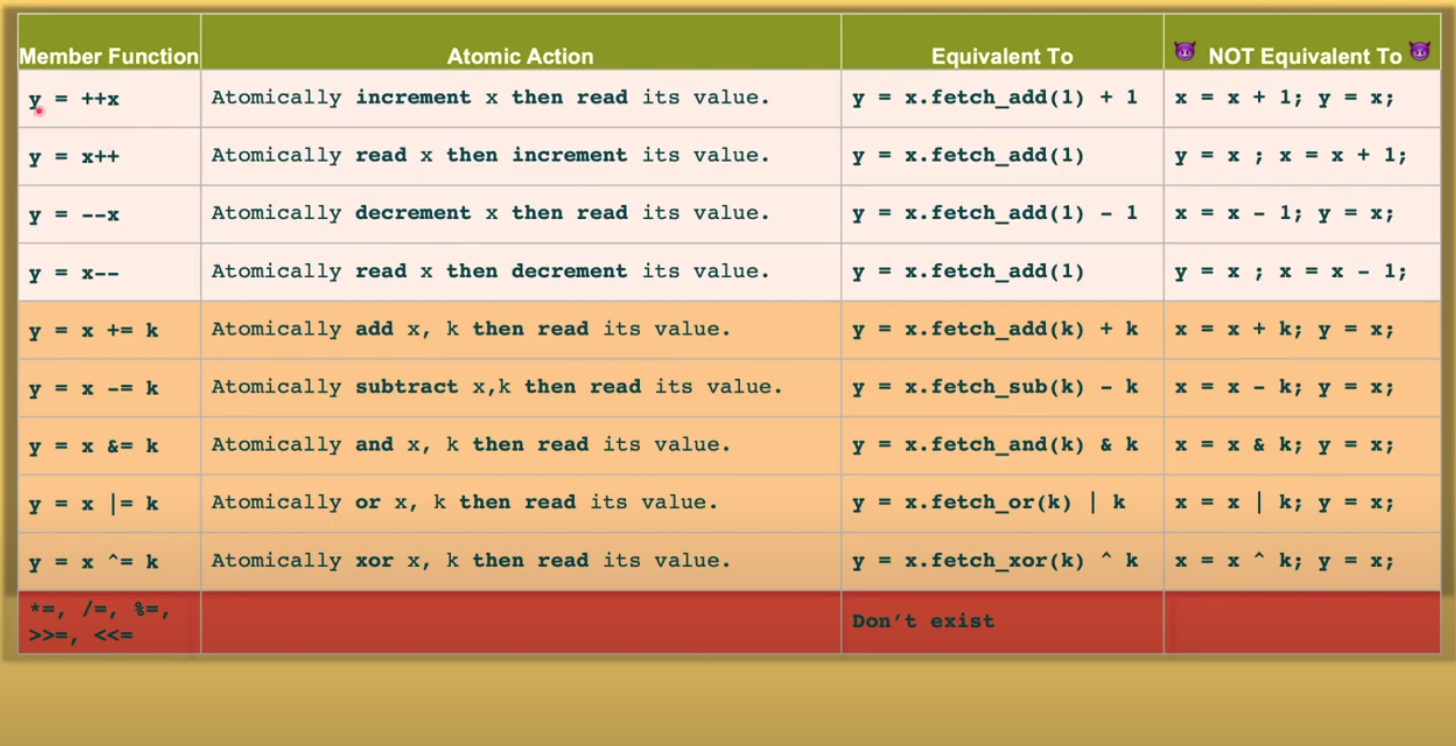 Member Function Atomic Action Equivalent To 😈 NOT Equivalent To 😈
y = ++x Atomically increment x then read its value. y = x.fetch_add(1) + 1 x = x + 1; y = x;
y = x++ Atomically read x then increment its value. y = x.fetch_add(1) y = x ; x = x + 1;
y = --x Atomically decrement x then read its value. y = x.fetch_add(1) - 1 x = x - 1; y = x;
y = x-- Atomically read x then decrement its value. y = x.fetch_add(1) y = x ; x = x - 1;
y = x += k Atomically add x, k then read its value. y = x.fetch_add(k) + k x = x + k; y = x;
y = x -= k Atomically subtract x,k then read its value. y = x.fetch_sub(k) - k x = x - k; y = x;
y = x &= k Atomically and x, k then read its value. y = x.fetch_and(k) & k x = x & k; y = x;
y = x |= k Atomically or x, k then read its value. y = x.fetch_or(k) | k x = x | k; y = x;
y = x ^= k Atomically xor x, k then read its value. y = x.fetch_xor(k) ^ k x = x ^ k; y = x;
*=, /=, %=,
>>=, <<=
Don’t exist